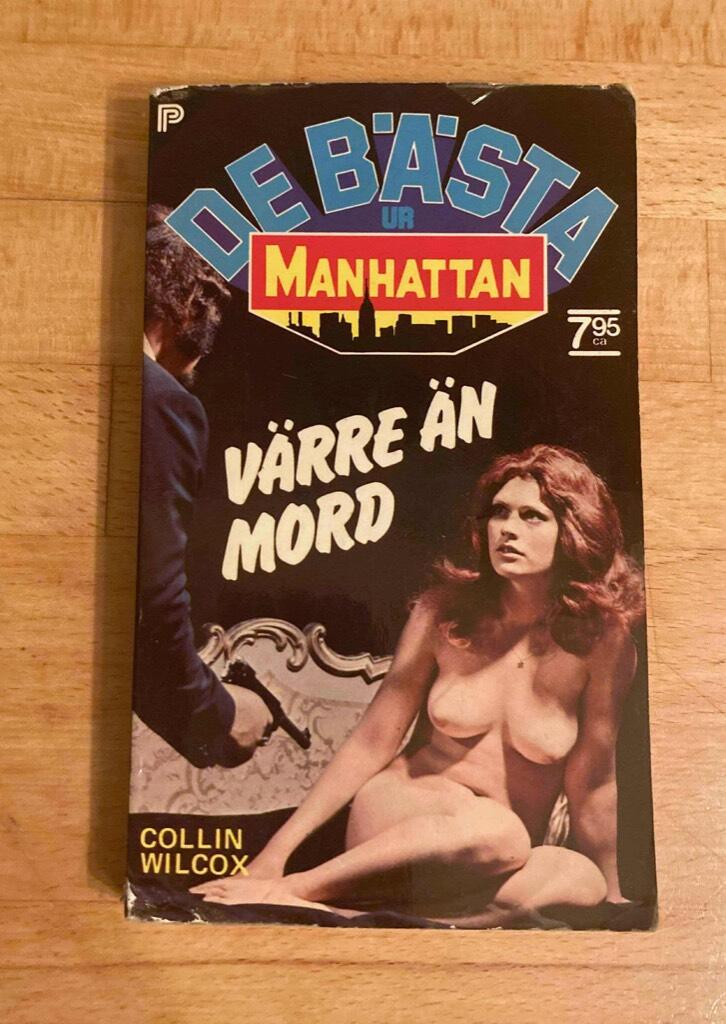 P
DE BÄSTA
UR
MANHATTAN
7 95
ca
VÄRRE ÄN
MORD
COLLIN
WILCOX